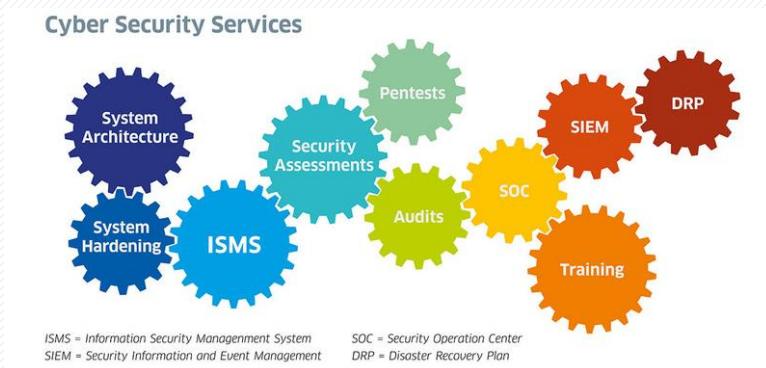 Cyber Security Services
System
Architecture
Pentests
Security
Assessments
SIEM
DRP
System
Hardening
ISMS
Audits
SOC
Training
ISMS = Information Security Managenment System
SIEM = Security Information and Event Management
SOC = Security Operation Center
DRP = Disaster Recovery Plan